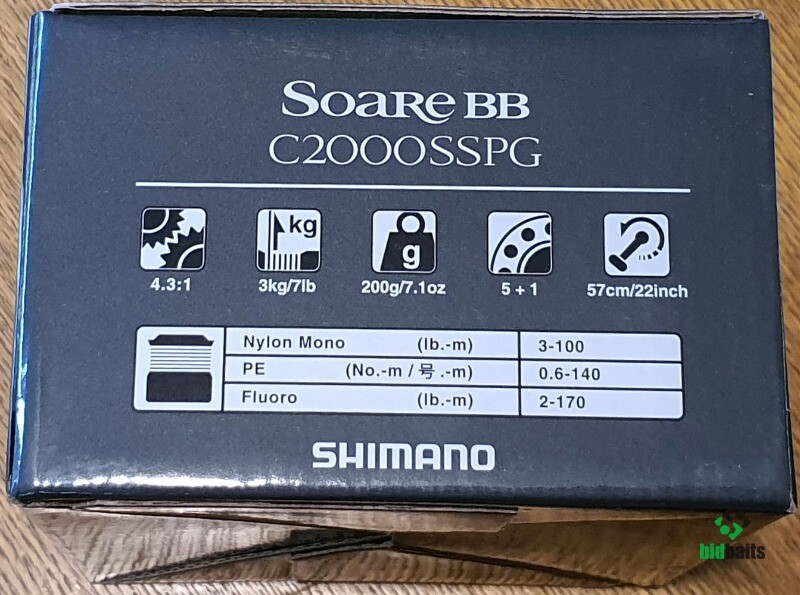 SOARE BB
C2000SSPG
kg
g
4.3:1
3kg/7lb
200g/7.1oz
5 + 1
57cm/22inch
Nylon Mono (lb.-m) 3-100
PE (No.-m / 号 .-m) 0.6-140
Fluoro (lb.-m) 2-170
SHIMANO
bidbaits